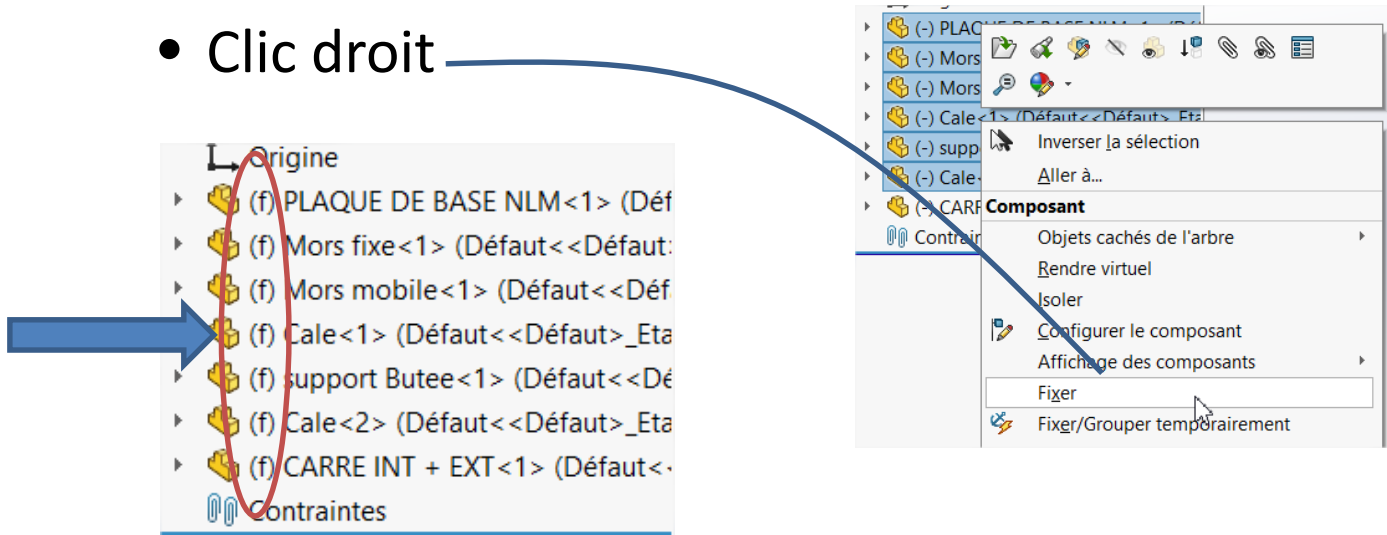 • Clic droit
Origine
(f) PLAQUE DE BASE NLM<1> (Déf
(f) Mors fixe<1> (Défaut<<Défaut
(f) Mors mobile<1> (Défaut<<Déf
(f) Cale<1> (Défaut<<Défaut>_Eta
(f) support Butee<1> (Défaut<<Dé
(f) Cale<2> (Défaut<<Défaut>_Eta
(f) CARRE INT + EXT<1> (Défaut<
Contraintes
(-) PLAQ
(-) Mors
(-) Mors
(-) Cale<1> (Défaut<<Défaut>_Eta
(-) supp
(-) Cale
(-) CARR
Contrain
Inverser la sélection
Aller à...
Composant
Objets cachés de l'arbre
Rendre virtuel
Isoler
Configurer le composant
Affichage des composants
Fixer
Fixer/Grouper temporairement